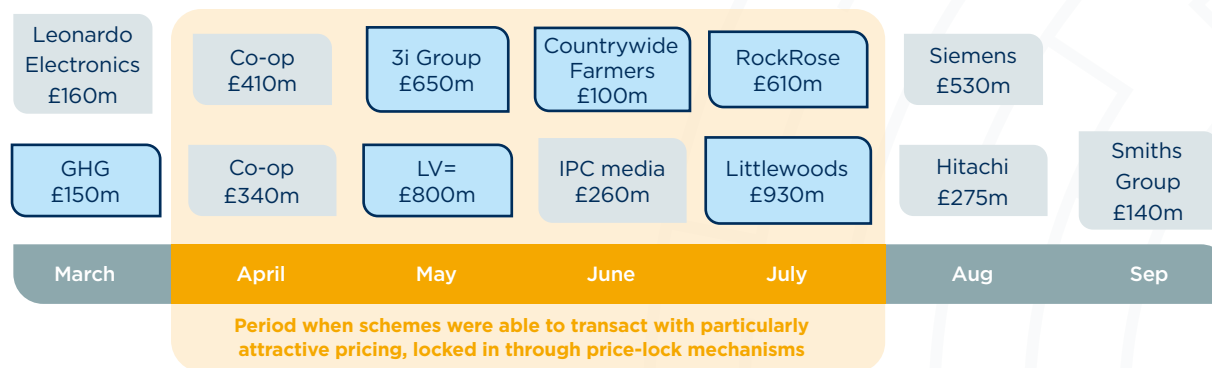 Leonardo
Electronics
£160m
Co-op
£410m
3i Group
£650m
Countrywide
Farmers
£100m
RockRose
£610m
Siemens
£530m
GHG
£150m
Co-op
£340m
LV=
£800m
IPC media
£260m
Littlewoods
£930m
Hitachi
£275m
Smiths
Group
£140m
March
April
May
June
July
Aug
Sep
Period when schemes were able to transact with particularly
attractive pricing, locked in through price-lock mechanisms